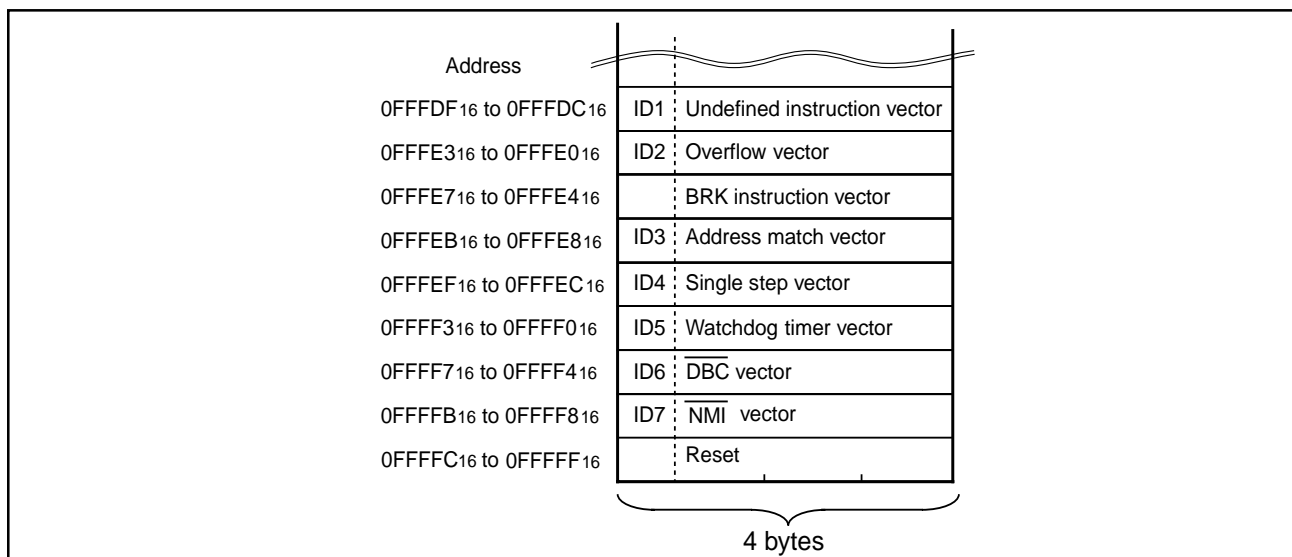 Address
0FFFDF16 to 0FFFDC16 ID1 Undefined instruction vector
0FFFE316 to 0FFFE016 ID2 Overflow vector
0FFFE716 to 0FFFE416 BRK instruction vector
0FFFEB16 to 0FFFE816 ID3 Address match vector
0FFFEF16 to 0FFFEC16 ID4 Single step vector
0FFFF316 to 0FFFF016 ID5 Watchdog timer vector
0FFFF716 to 0FFFF416 ID6 DBC vector
0FFFFB16 to 0FFFF816 ID7 NMI vector
0FFFFC16 to 0FFFFF16 Reset
4 bytes